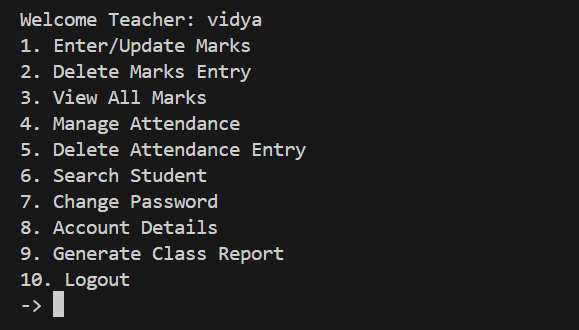 Welcome Teacher: vidya
1. Enter/Update Marks
2. Delete Marks Entry
3. View All Marks
4. Manage Attendance
5. Delete Attendance Entry
6. Search Student
7. Change Password
8. Account Details
9. Generate Class Report
10. Logout
->